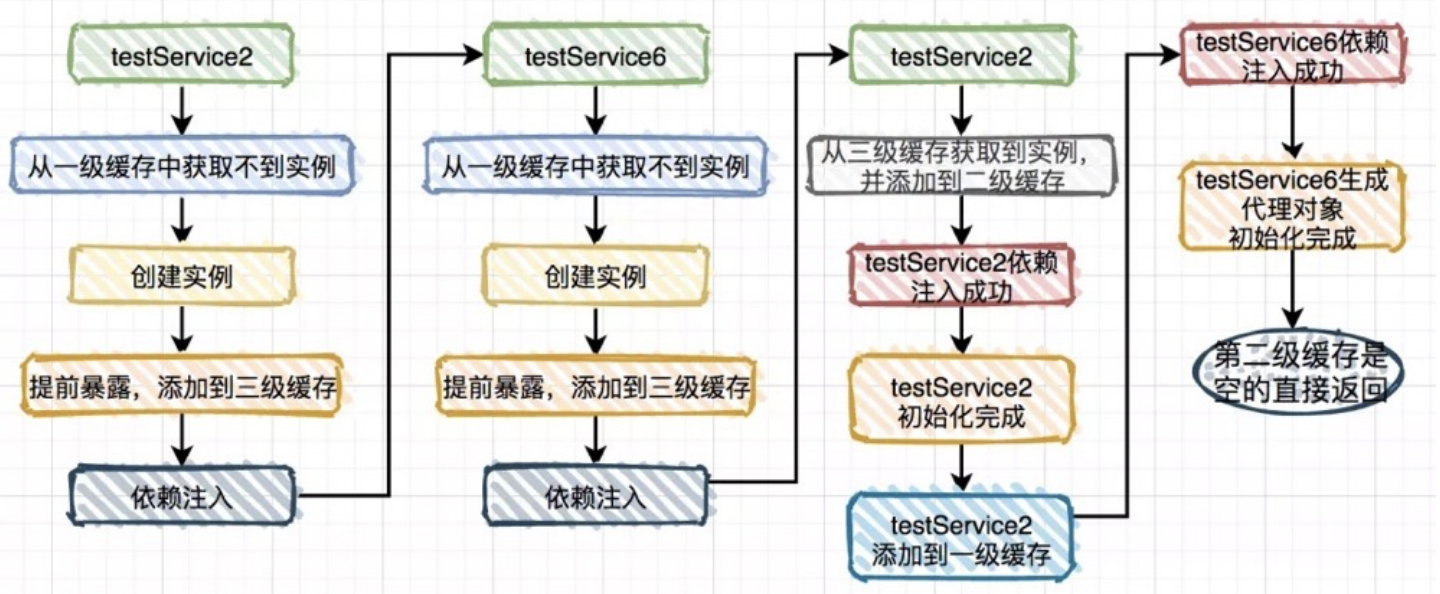 testService2
从一级缓存中获取不到实例
创建实例
提前暴露，添加到三级缓存
依赖注入
testService6
从一级缓存中获取不到实例
创建实例
提前暴露，添加到三级缓存
依赖注入
testService2
从三级缓存获取到实例，
并添加到二级缓存
testService2依赖
注入成功
testService2
初始化完成
testService2
添加到一级缓存
testService6依赖
注入成功
testService6生成
代理对象
初始化完成
第二级缓存是
空的直接返回